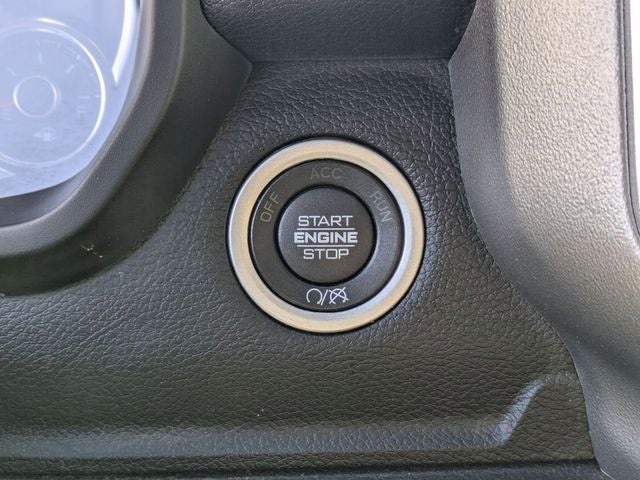 OFF ACC RUN
START
ENGINE
STOP